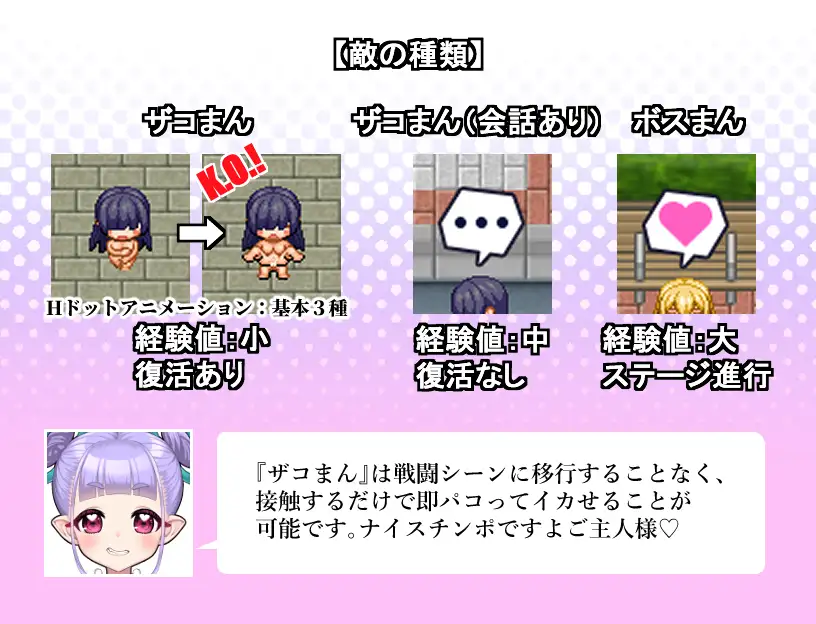 【敵の種類】
ザコまん
ザコまん(会話あり)
ボスまん
K.O.!
Hドットアニメーション：基本３種
経験値：小
復活あり
経験値：中
復活なし
経験値：大
ステージ進行
『ザコまん』は戦闘シーンに移行することなく、
接触するだけで即パコってイカせることが
可能です。ナイスチンポですよご主人様♡